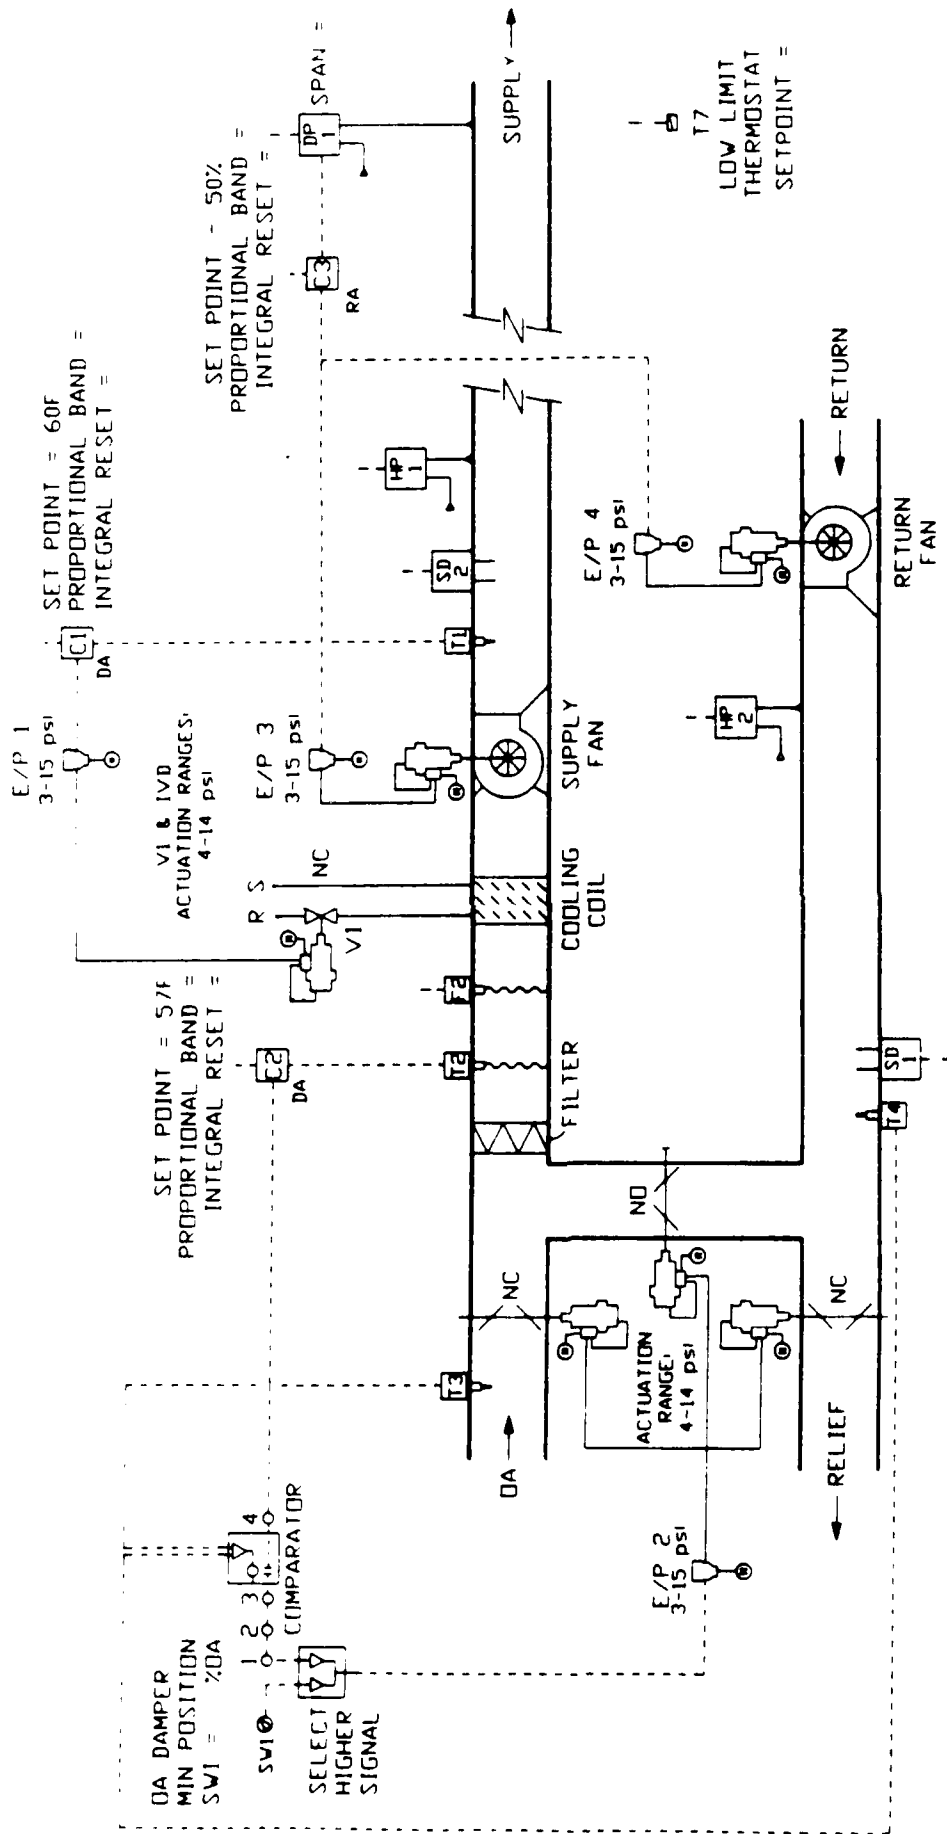 E/P 1
3-15 psi
C1
DA
SET POINT = 60F
PROPORTIONAL BAND =
INTEGRAL RESET =
SET POINT - 50%
PROPORTIONAL BAND =
INTEGRAL RESET =
C3
RA
DP
1
SPAN =
V1 & IVD
ACTUATION RANGES:
4-14 psi
E/P 3
3-15 psi
SET POINT = 57F
PROPORTIONAL BAND =
INTEGRAL RESET =
C2
DA
R
S
NC
V1
OA DAMPER
MIN POSITION
SW1 = %OA
SW1
1
2
3
4
COMPARATOR
SELECT
HIGHER
SIGNAL
T3
T2
F2
T1
SD
2
HP
1
OA
NC
FILTER
COOLING
COIL
SUPPLY
FAN
SUPPLY
E/P 2
3-15 psi
ACTUATION
RANGE:
4-14 psi
NO
NC
HP
2
E/P 4
3-15 psi
T7
LOW LIMIT
THERMOSTAT
SETPOINT =
RELIEF
T4
SD
1
RETURN
FAN
RETURN